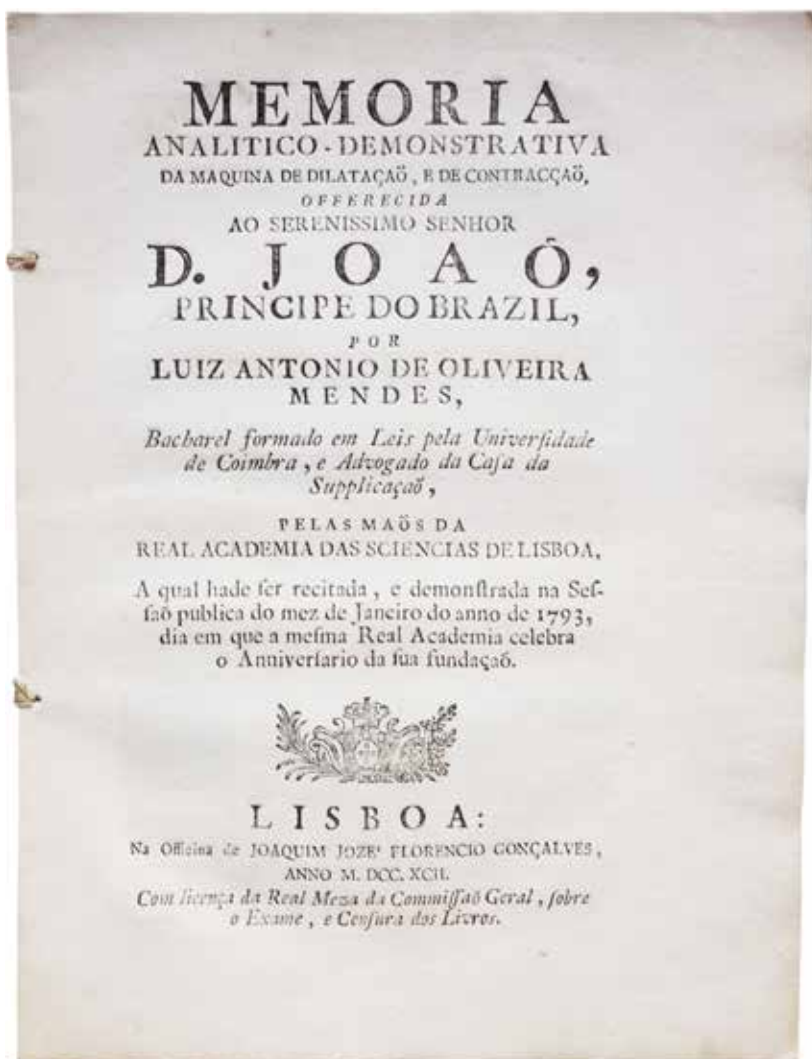 MEMORIA
ANALITICO-DEMONSTRATIVA
DA MAQUINA DE DILATAÇAÕ, E DE CONTRACÇAÕ,
OFFERECIDA
AO SERENISSIMO SENHOR
D. JOAÕ,
PRINCIPE DO BRAZIL,
POR
LUIZ ANTONIO DE OLIVEIRA
MENDES,
Bacharel formado em Leis pela Univerſidade
de Coimbra, e Advogado da Caſa da
Supplicaçaõ,
PELAS MAÕS DA
REAL ACADEMIA DAS SCIENCIAS DE LISBOA,
A qual hade ſer recitada, e demonſtrada na Seſ-
ſaõ publica do mez de Janeiro do anno de 1793,
dia em que a meſma Real Academia celebra
o Anniverſario da ſua fundaçaõ.
LISBOA:
Na Officina de JOAQUIM JOZE' FLORENCIO GONÇALVES,
ANNO M. DCC. XCII.
Com licença da Real Meza da Commiſſaõ Geral, ſobre
o Exame, e Cenſura dos Livros.